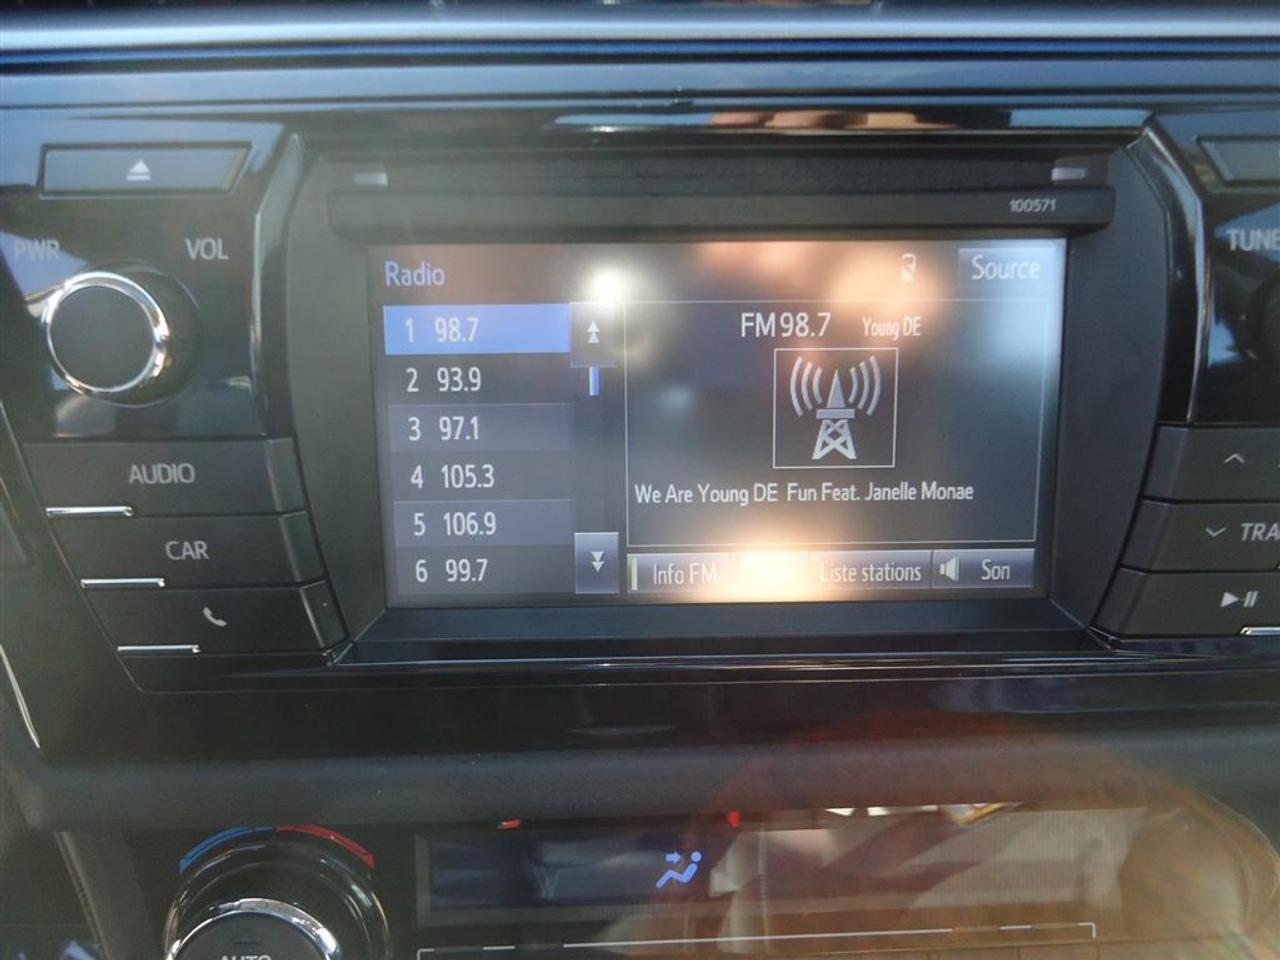 PWR
VOL
AUDIO
CAR
100571
Radio
Source
1 98.7
2 93.9
3 97.1
4 105.3
5 106.9
6 99.7
FM 98.7 Young DE
We Are Young DE Fun Feat. Janelle Monae
Info FM
Liste stations
Son
TUNE
TRA
AUTO